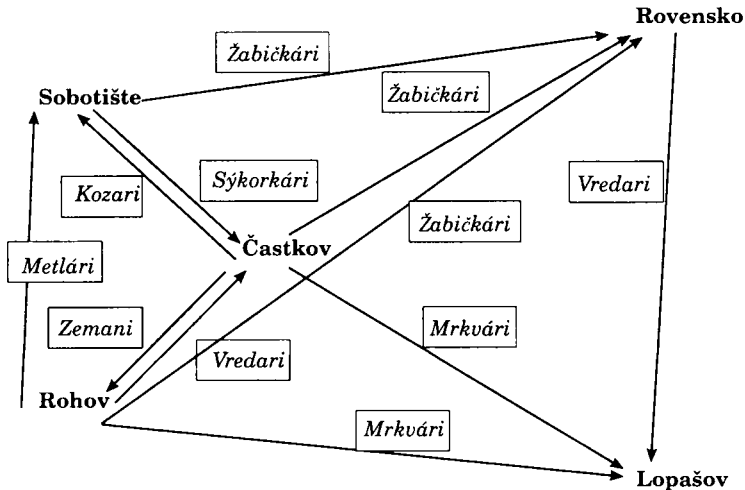 Rovensko
Žabičkári
Žabičkári
Sobotište
Kozari
Sýkorkári
Vredari
Žabičkári
Častkov
Metlári
Zemani
Mrkvári
Vredari
Rohov
Mrkvári
Lopašov